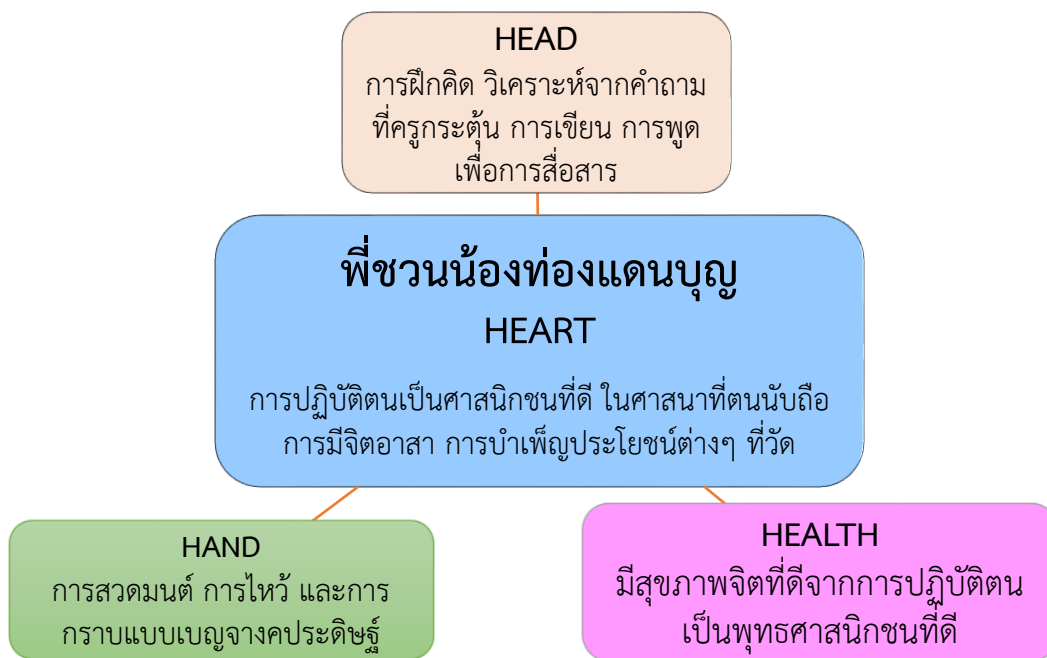 HEAD
การฝึกคิด วิเคราะห์จากคำถาม
ที่ครูกระตุ้น การเขียน การพูด
เพื่อการสื่อสาร
พี่ชวนน้องท่องแดนบุญ
HEART
การปฏิบัติตนเป็นศาสนิกชนที่ดี ในศาสนาที่ตนนับถือ
การมีจิตอาสา การบำเพ็ญประโยชน์ต่างๆ ที่วัด
HAND
การสวดมนต์ การไหว้ และการ
กราบแบบเบญจางคประดิษฐ์
HEALTH
มีสุขภาพจิตที่ดีจากการปฏิบัติตน
เป็นพุทธศาสนิกชนที่ดี